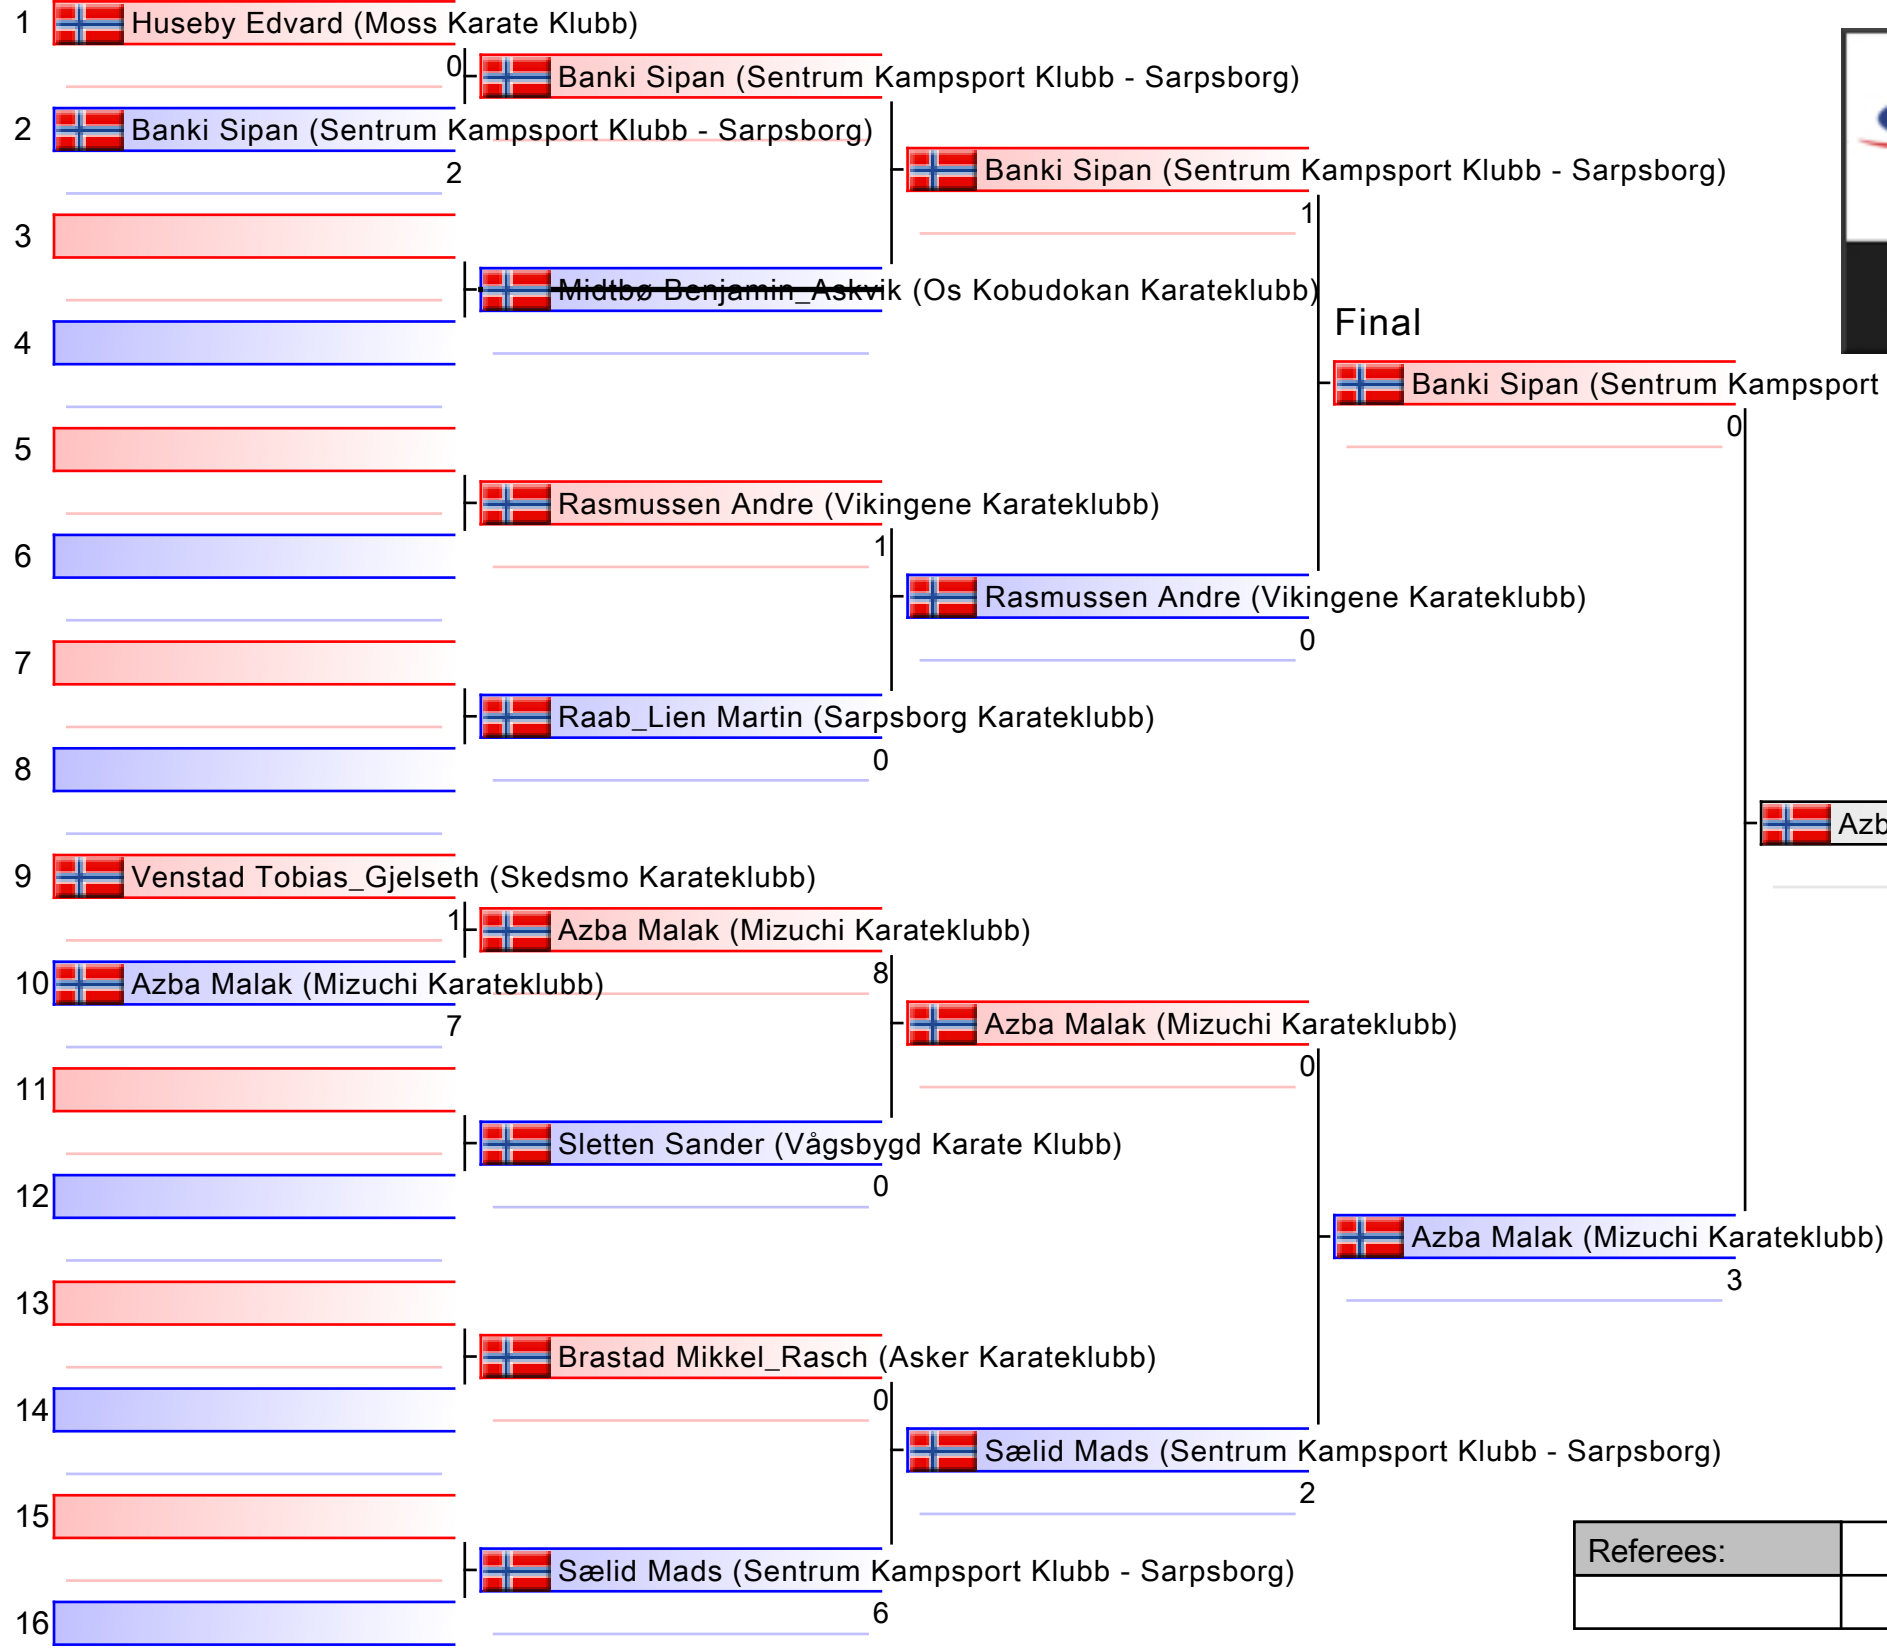 1 Huseby Edvard (Moss Karate Klubb)
0
Banki Sipan (Sentrum Kampsport Klubb - Sarpsborg)
2 Banki Sipan (Sentrum Kampsport Klubb - Sarpsborg)
2
Banki Sipan (Sentrum Kampsport Klubb - Sarpsborg)
1
3
Midtbø Benjamin_Askvik (Os Kobudokan Karateklubb)
4
Final
Banki Sipan (Sentrum Kampsport
0
5
Rasmussen Andre (Vikingene Karateklubb)
1
6
Rasmussen Andre (Vikingene Karateklubb)
0
7
Raab_Lien Martin (Sarpsborg Karateklubb)
0
8
Azb
9 Venstad Tobias_Gjelseth (Skedsmo Karateklubb)
1
Azba Malak (Mizuchi Karateklubb)
8
10 Azba Malak (Mizuchi Karateklubb)
7
Azba Malak (Mizuchi Karateklubb)
0
11
Sletten Sander (Vågsbygd Karate Klubb)
0
12
Azba Malak (Mizuchi Karateklubb)
3
13
Brastad Mikkel_Rasch (Asker Karateklubb)
0
14
Sælid Mads (Sentrum Kampsport Klubb - Sarpsborg)
2
15
Sælid Mads (Sentrum Kampsport Klubb - Sarpsborg)
6
16
Referees: